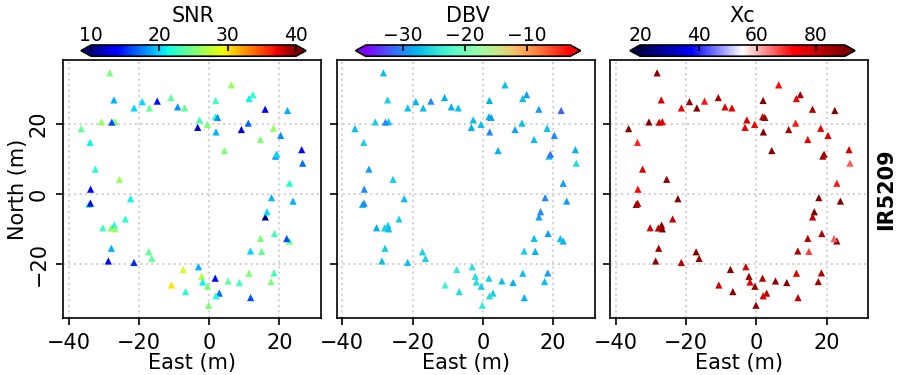 SNR DBV Xc
10 20 30 40 −30 −20 −10 20 40 60 80
North (m)
20
0
−20
IR5209
−40 −20 0 20 −40 −20 0 20 −40 −20 0 20
East (m) East (m) East (m)